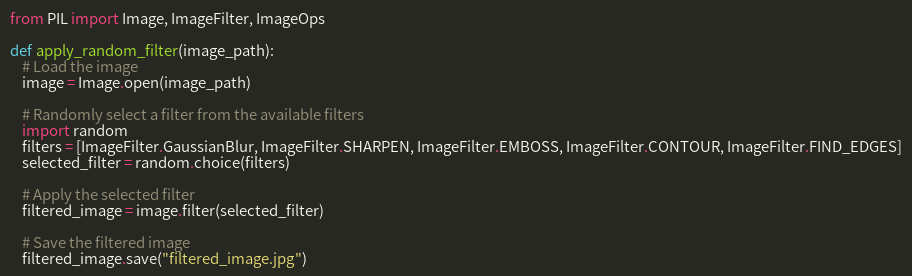 from PIL import Image, ImageFilter, ImageOps
def apply_random_filter(image_path):
# Load the image
image = Image.open(image_path)
# Randomly select a filter from the available filters
import random
filters = [ImageFilter.GaussianBlur, ImageFilter.SHARPEN, ImageFilter.EMBOSS, ImageFilter.CONTOUR, ImageFilter.FIND_EDGES]
selected_filter = random.choice(filters)
# Apply the selected filter
filtered_image = image.filter(selected_filter)
# Save the filtered image
filtered_image.save("filtered_image.jpg")